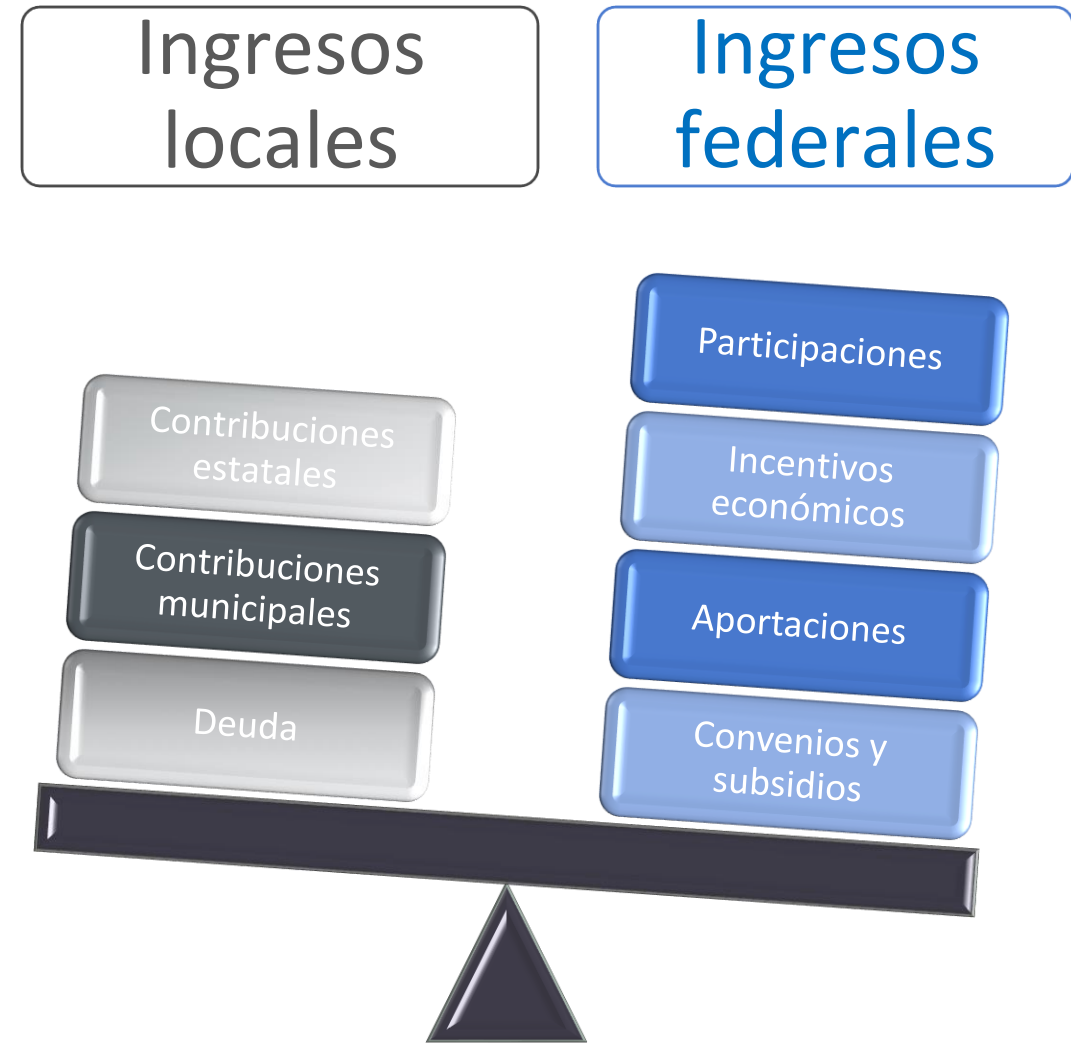 Ingresos
locales
Ingresos
federales
Contribuciones
estatales
Contribuciones
municipales
Deuda
Participaciones
Incentivos
económicos
Aportaciones
Convenios y
subsidios